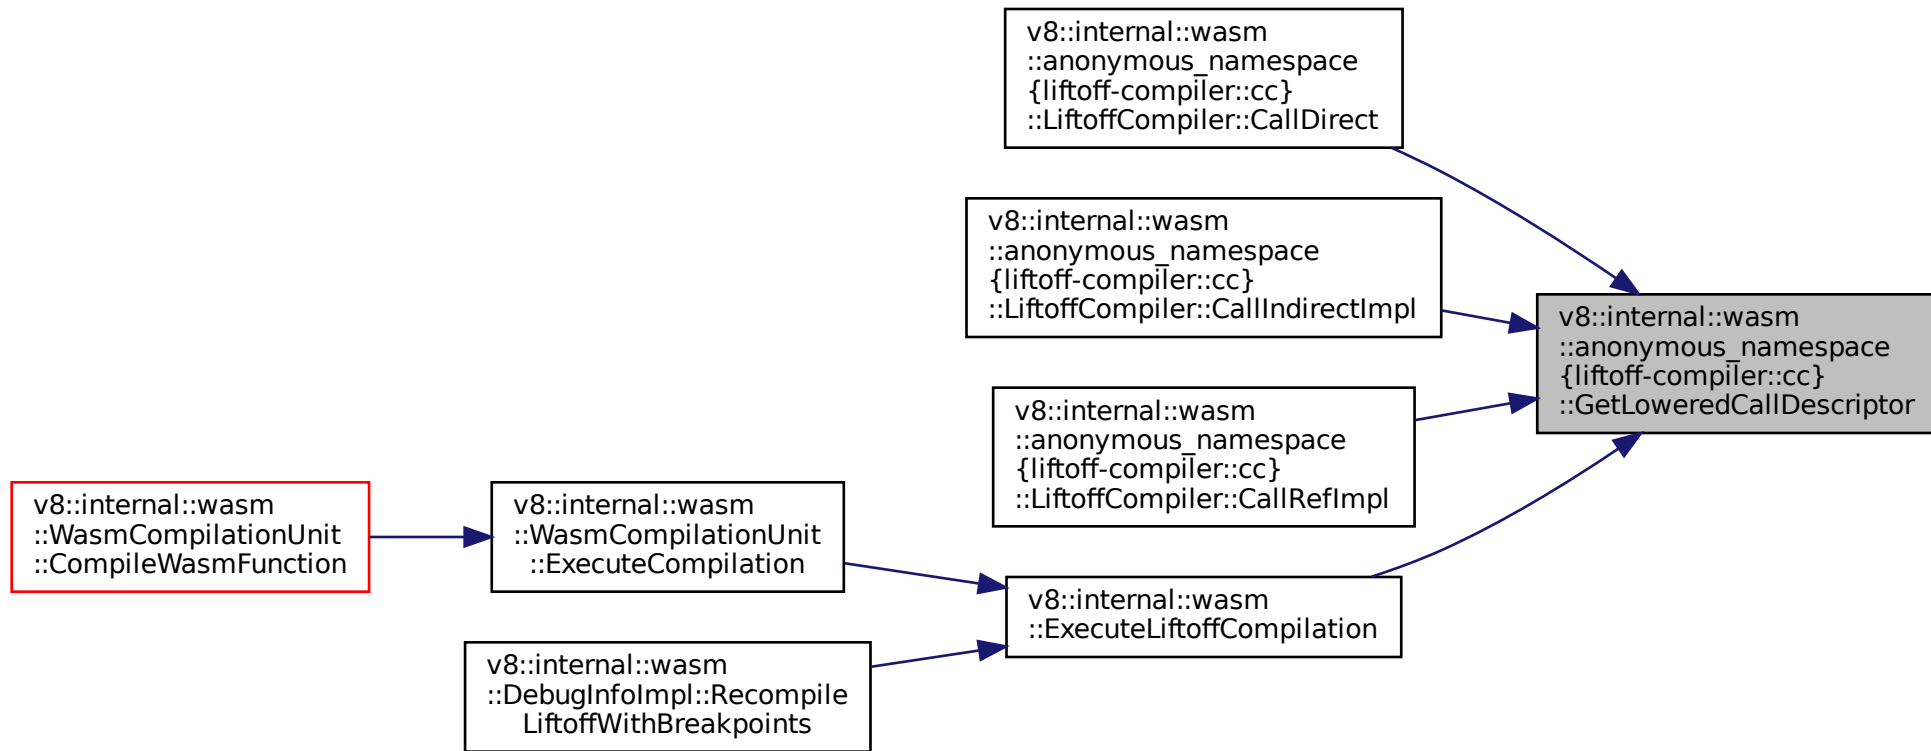 v8::internal::wasm
::anonymous_namespace
{liftoff-compiler::cc}
::LiftoffCompiler::CallDirect
v8::internal::wasm
::anonymous_namespace
{liftoff-compiler::cc}
::LiftoffCompiler::CallIndirectImpl
v8::internal::wasm
::anonymous_namespace
{liftoff-compiler::cc}
::GetLoweredCallDescriptor
v8::internal::wasm
::anonymous_namespace
{liftoff-compiler::cc}
::LiftoffCompiler::CallRefImpl
v8::internal::wasm
::WasmCompilationUnit
::CompileWasmFunction
v8::internal::wasm
::WasmCompilationUnit
::ExecuteCompilation
v8::internal::wasm
::ExecuteLiftoffCompilation
v8::internal::wasm
::DebugInfoImpl::Recompile
LiftoffWithBreakpoints